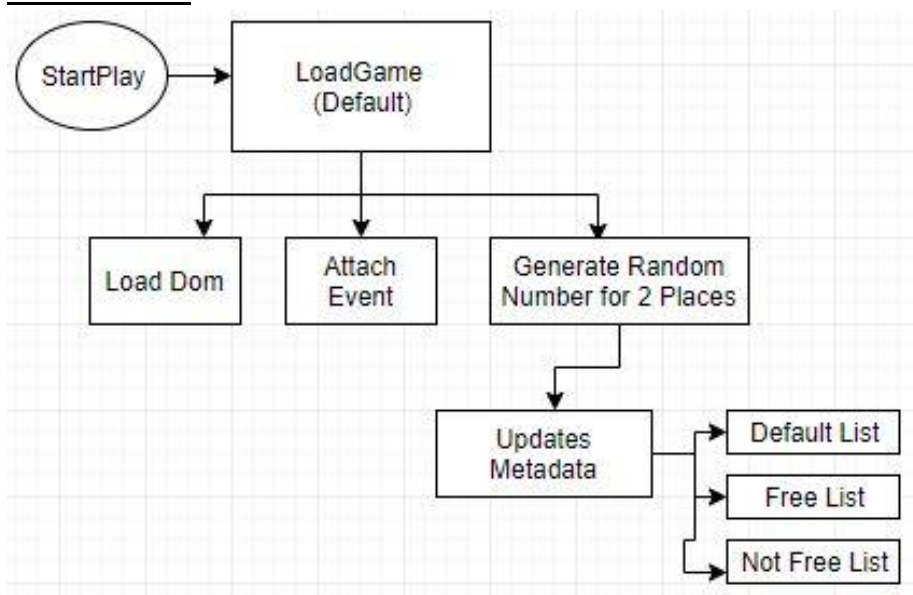 StartPlay
LoadGame
(Default)
Load Dom
Attach
Event
Generate Random
Number for 2 Places
Updates
Metadata
Default List
Free List
Not Free List